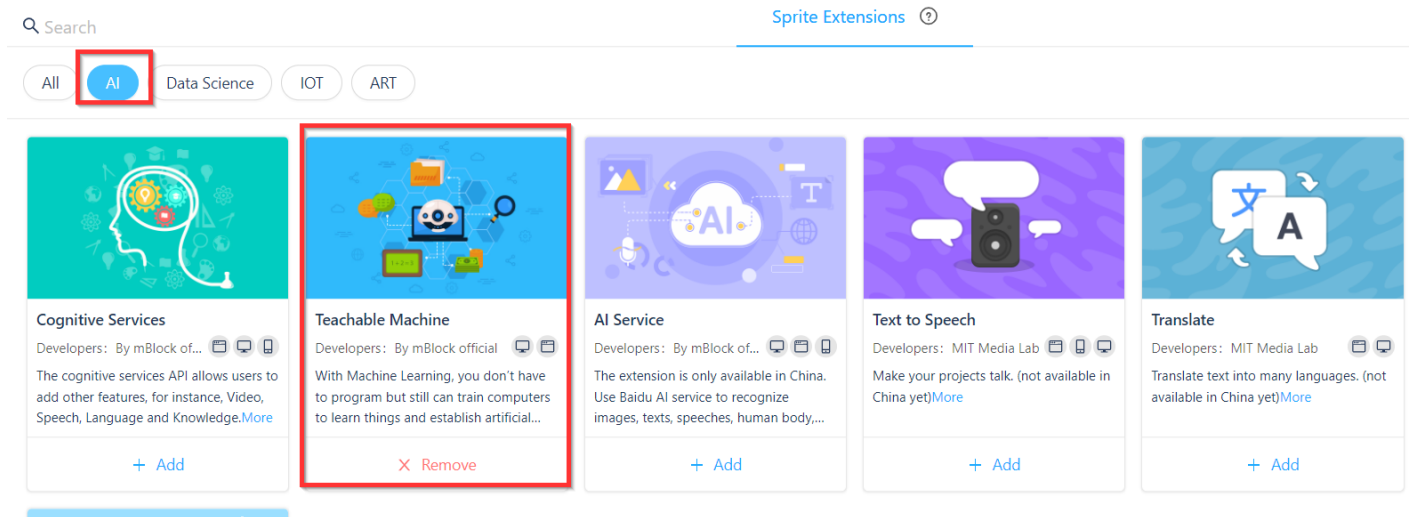 Search
Sprite Extensions ?
All AI Data Science IOT ART
Cognitive Services
Developers: By mBlock of...
The cognitive services API allows users to
add other features, for instance, Video,
Speech, Language and Knowledge.More
+ Add
1+2=3
Teachable Machine
Developers: By mBlock official
With Machine Learning, you don't have
to program but still can train computers
to learn things and establish artificial...
× Remove
AI
T
AI Service
Developers: By mBlock of...
The extension is only available in China.
Use Baidu AI service to recognize
images, texts, speeches, human body,...
+ Add
Text to Speech
Developers: MIT Media Lab
Make your projects talk. (not available in
China yet)More
+ Add
文
A
Translate
Developers: MIT Media Lab
Translate text into many languages. (not
available in China yet)More
+ Add